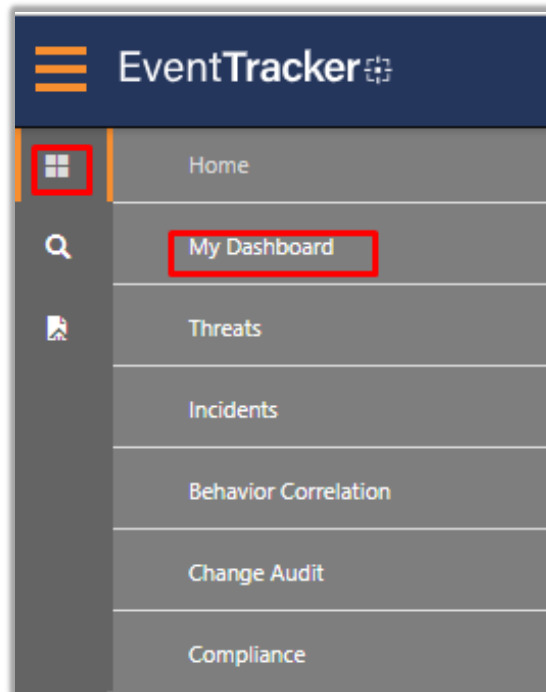 EventTracker
Home
My Dashboard
Threats
Incidents
Behavior Correlation
Change Audit
Compliance